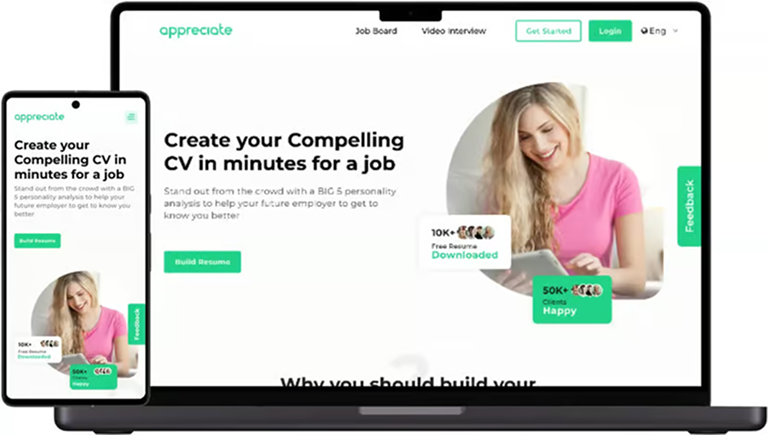 appreciate
Job Board
Video Interview
Get Started
Login
Eng
Create your Compelling
CV in minutes for a job
Stand out from the crowd with a BIG 5 personality
analysis to help your future employer to get to
know you better
Build Resume
10K+
Free Resume
Downloaded
50K+
Clients
Happy
Feedback
Why you should build your
appreciate
Create your
Compelling CV in
minutes for a job
Stand out from the crowd with a BIG
5 personality analysis to help your
future employer to get to know you
better
Build Resume
10K+
Free Resume
Downloaded
50K+
Clients
Happy
Feedback